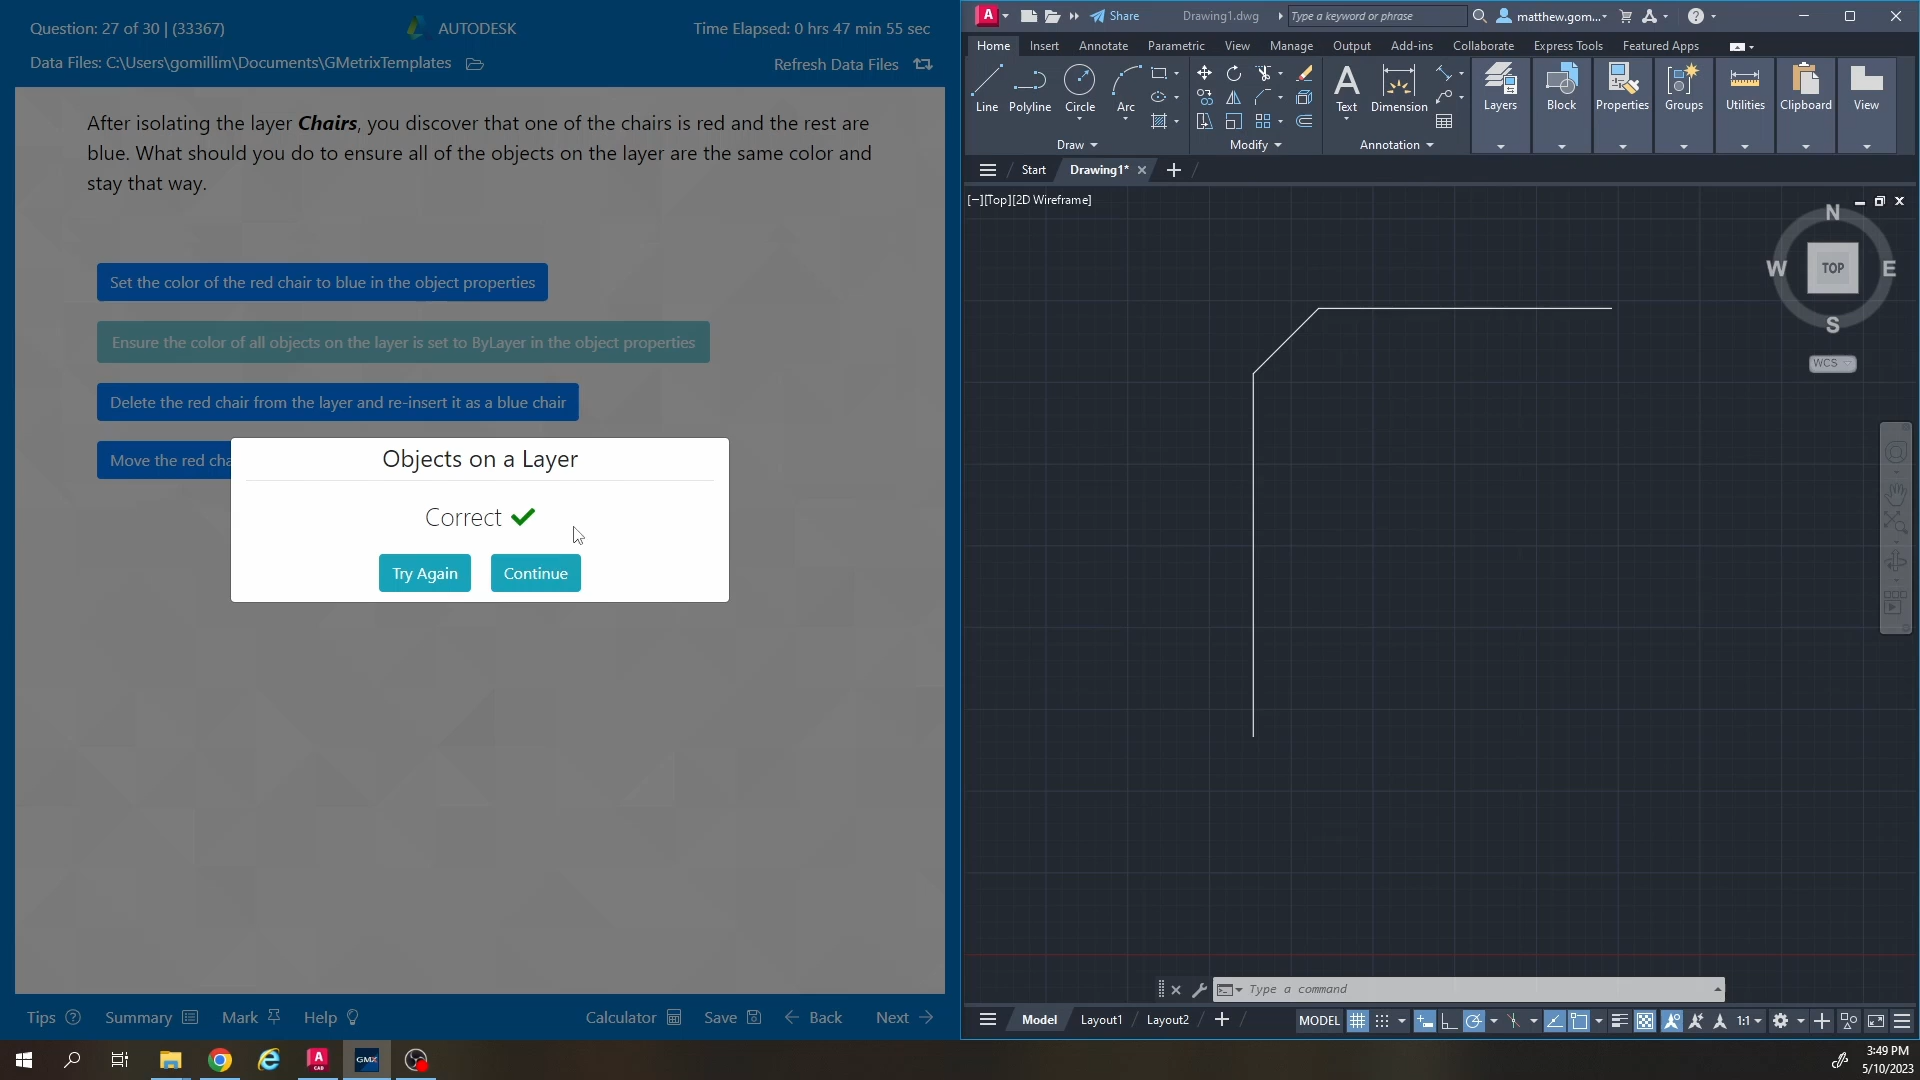 Question: 27 of 30 | (33367)
AUTODESK
Time Elapsed: 0 hrs 47 min 55 sec
Data Files: C:\Users\gomillim\Documents\GMetrixTemplates
Refresh Data Files
After isolating the layer Chairs, you discover that one of the chairs is red and the rest are
blue. What should you do to ensure all of the objects on the layer are the same color and
stay that way.
Set the color of the red chair to blue in the object properties
Ensure the color of all objects on the layer is set to ByLayer in the object properties
Delete the red chair from the layer and re-insert it as a blue chair
Move the red cha
Objects on a Layer
Correct
Try Again
Continue
Tips
Summary
Mark
Help
Calculator
Save
Back
Next
A
Share
Drawing1.dwg
Type a keyword or phrase
matthew.gom...
Home
Insert
Annotate
Parametric
View
Manage
Output
Add-ins
Collaborate
Express Tools
Featured Apps
Line
Polyline
Circle
Arc
Text
Dimension
Layers
Block
Properties
Groups
Utilities
Clipboard
View
Draw
Modify
Annotation
Start
Drawing1*
[−][Top][2D Wireframe]
N
W
TOP
E
S
WCS
Type a command
Model
Layout1
Layout2
MODEL
1:1
A
CAD
GMX
3:49 PM
5/10/2023